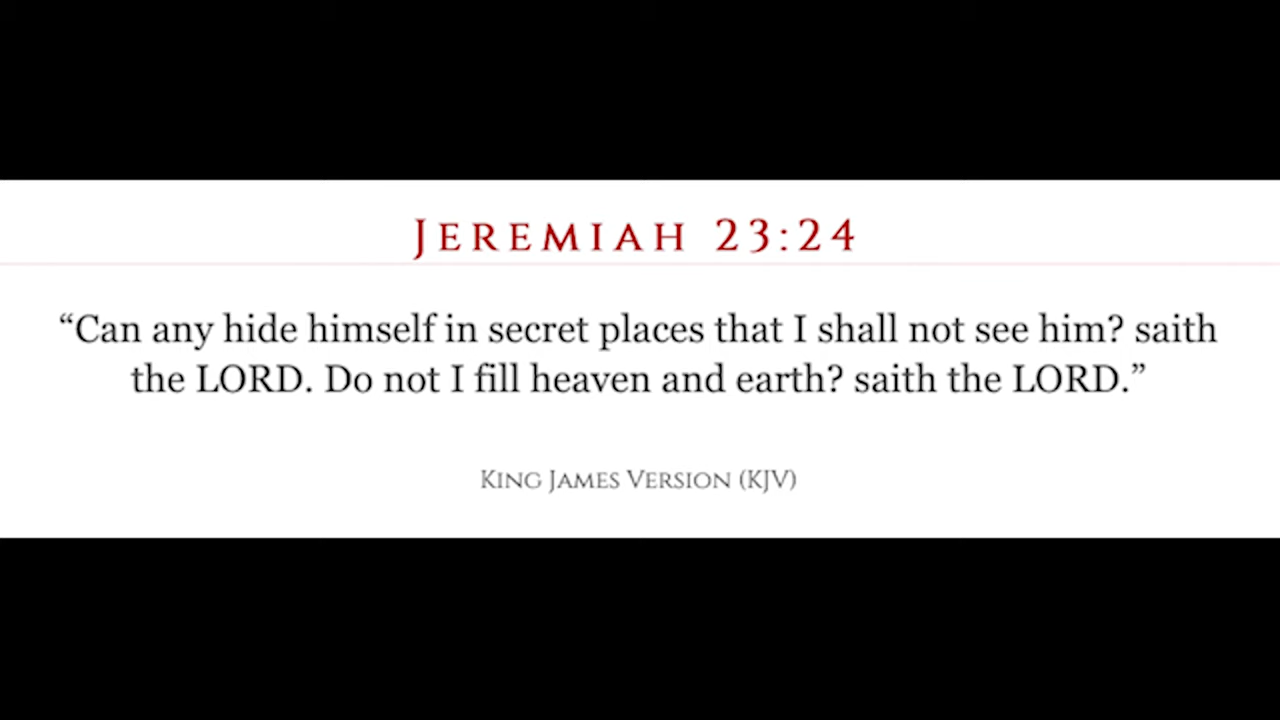 JEREMIAH 23:24
“Can any hide himself in secret places that I shall not see him? saith
the LORD. Do not I fill heaven and earth? saith the LORD.”
KING JAMES VERSION (KJV)